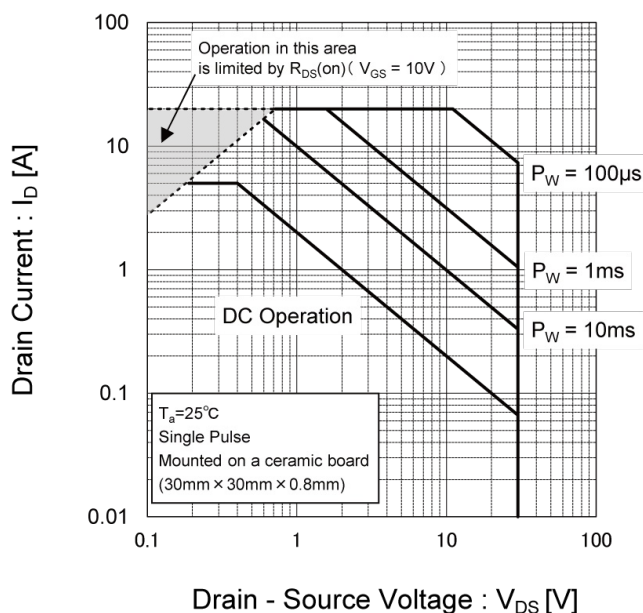 100
Operation in this area
is limited by RDS(on)( VGS = 10V )
10
PW = 100μs
1
PW = 1ms
DC Operation
PW = 10ms
0.1
Ta=25℃
Single Pulse
Mounted on a ceramic board
(30mm×30mm×0.8mm)
0.01
0.1
1
10
100
Drain Current : ID [A]
Drain - Source Voltage : VDS [V]